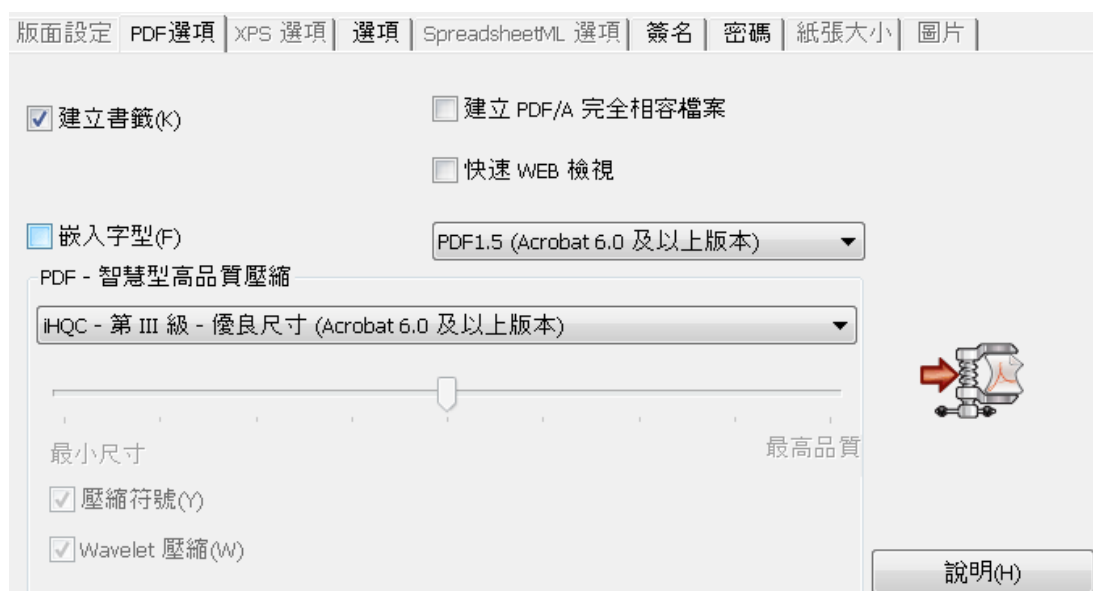 版面設定 PDF選項 XPS 選項 選項 SpreadsheetML 選項 簽名 密碼 紙張大小 圖片
建立書籤(K) 建立 PDF/A 完全相容檔案
快速 WEB 檢視
嵌入字型(F) PDF1.5 (Acrobat 6.0 及以上版本)
PDF - 智慧型高品質壓縮
iHQC - 第 III 級 - 優良尺寸 (Acrobat 6.0 及以上版本)
最小尺寸 最高品質
壓縮符號(Y)
Wavelet 壓縮(W)
說明(H)